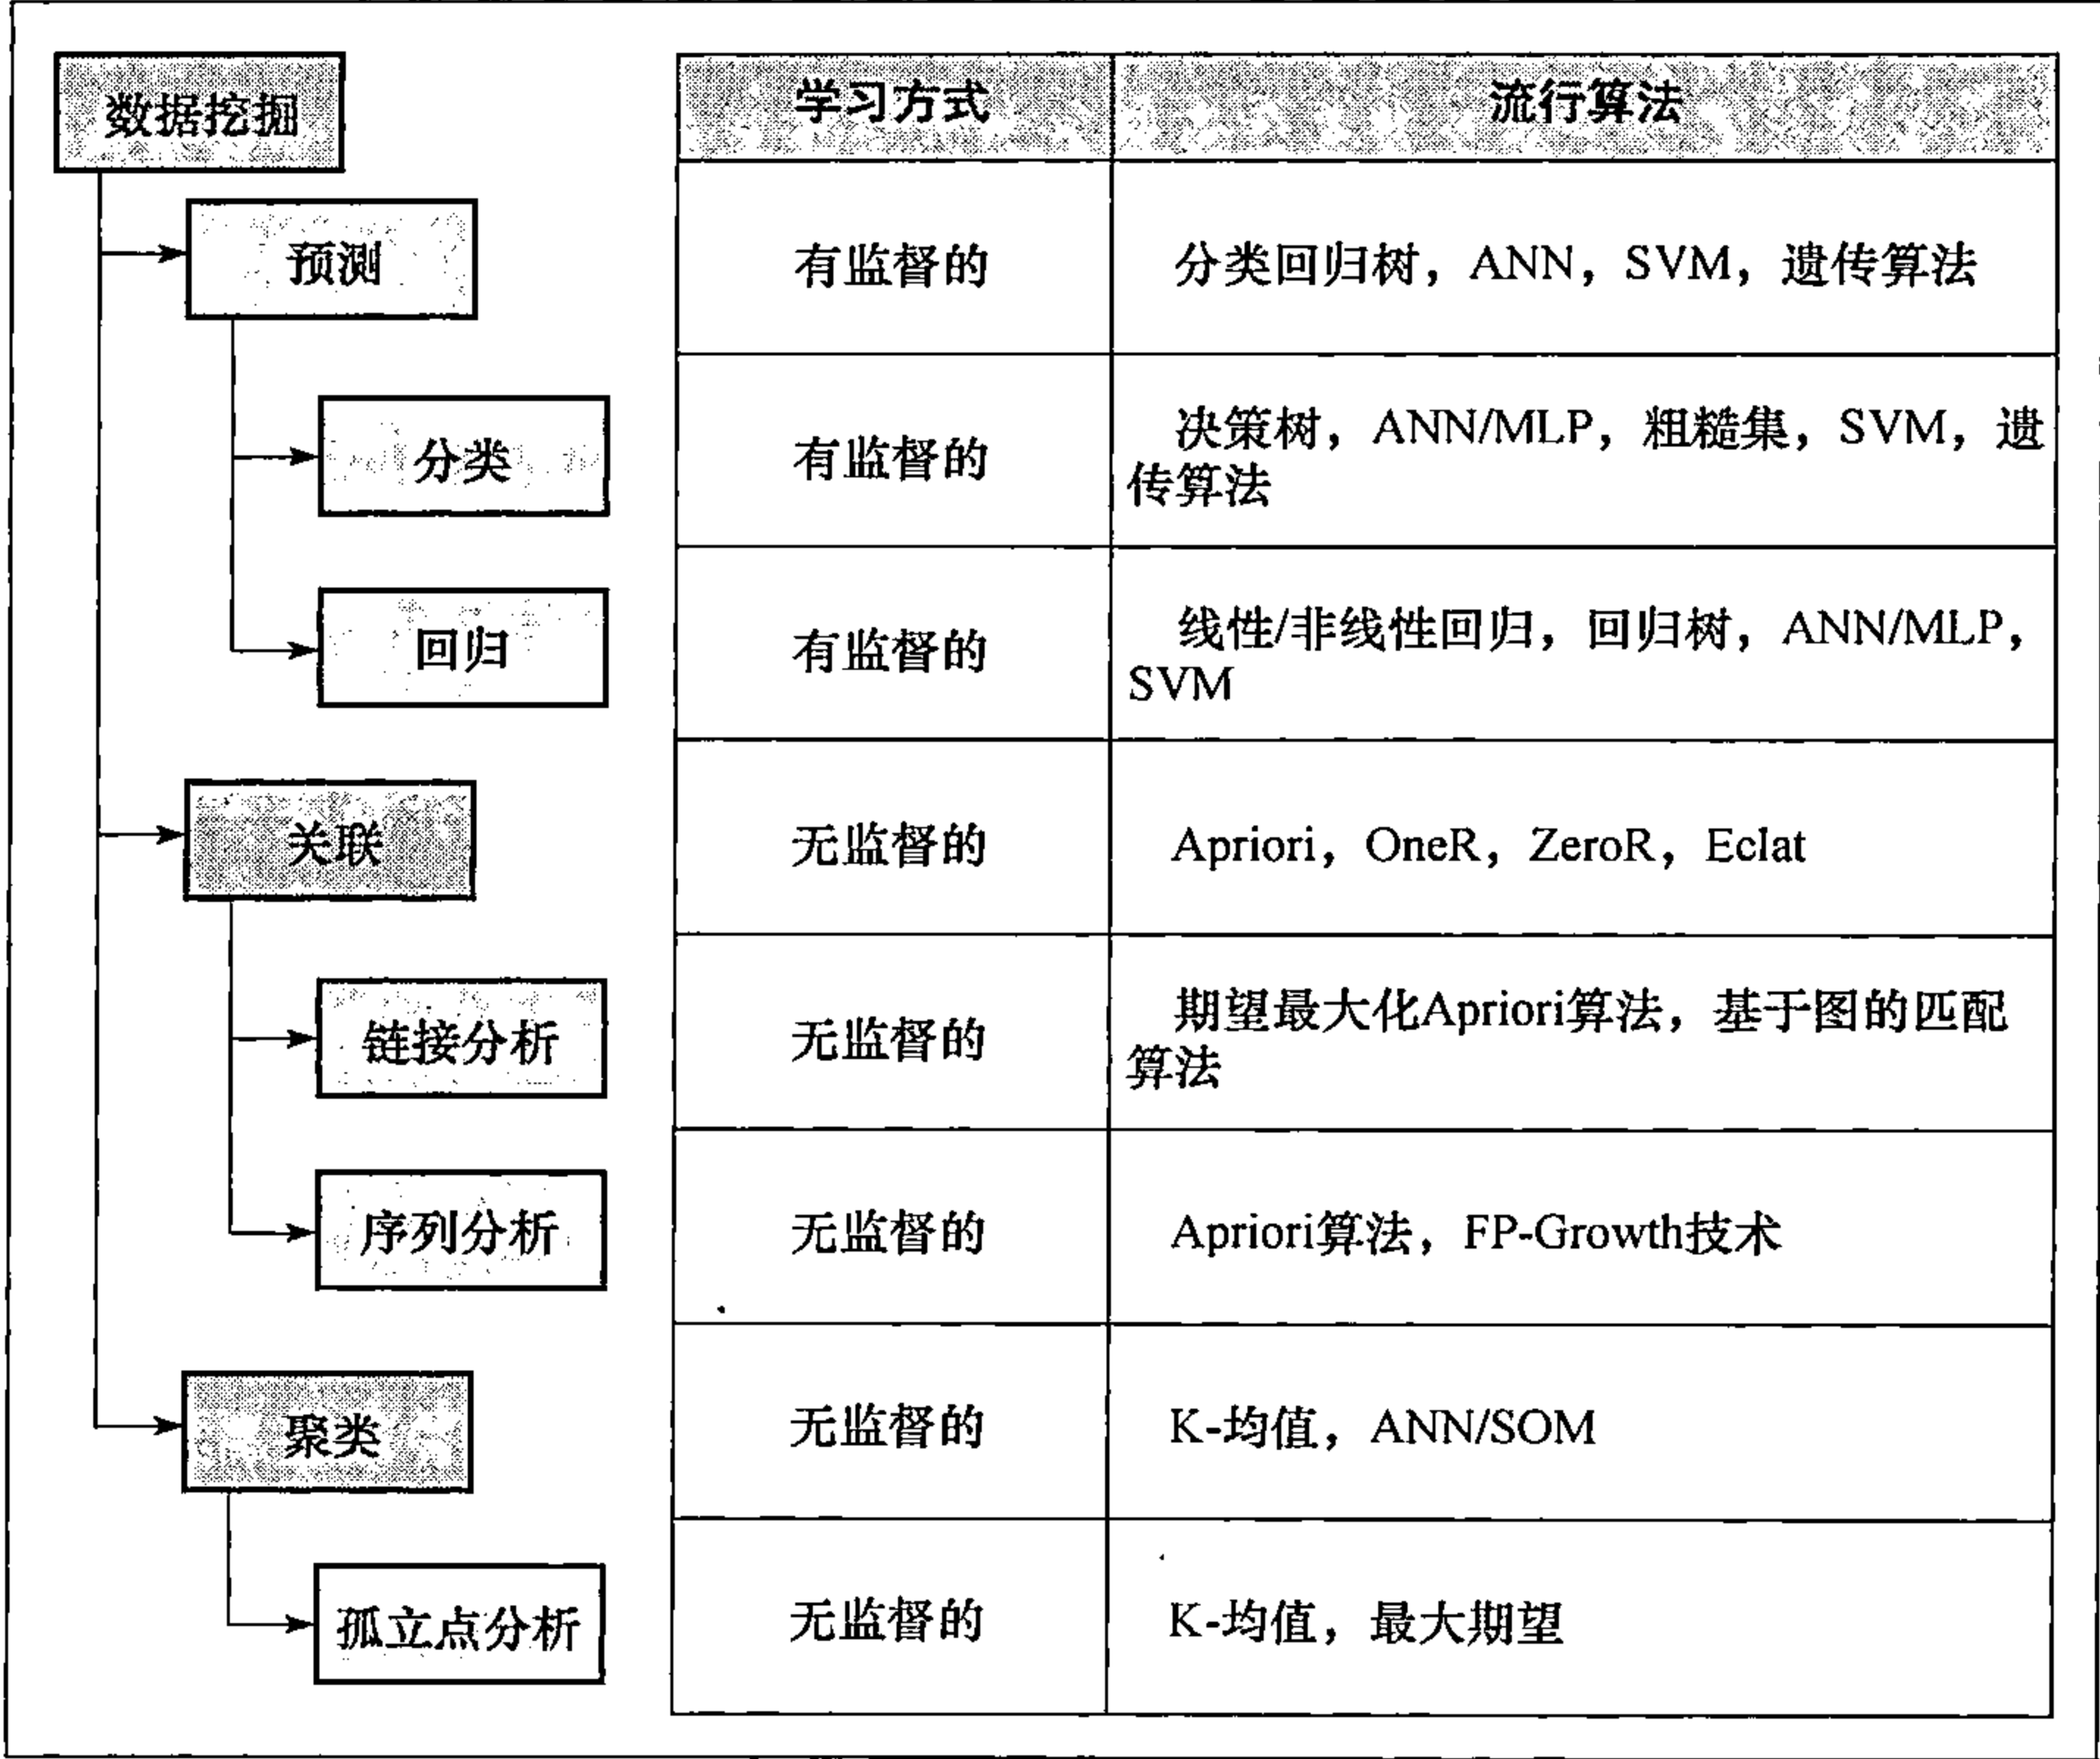 数据挖掘
学习方式 流行算法
预测 有监督的 分类回归树，ANN，SVM，遗传算法
分类 有监督的 决策树，ANN/MLP，粗糙集，SVM，遗
传算法
回归 有监督的 线性/非线性回归，回归树，ANN/MLP，
SVM
关联 无监督的 Apriori，OneR，ZeroR，Eclat
链接分析 无监督的 期望最大化Apriori算法，基于图的匹配
算法
序列分析 无监督的 Apriori算法，FP-Growth技术
聚类 无监督的 K-均值，ANN/SOM
孤立点分析 无监督的 K-均值，最大期望